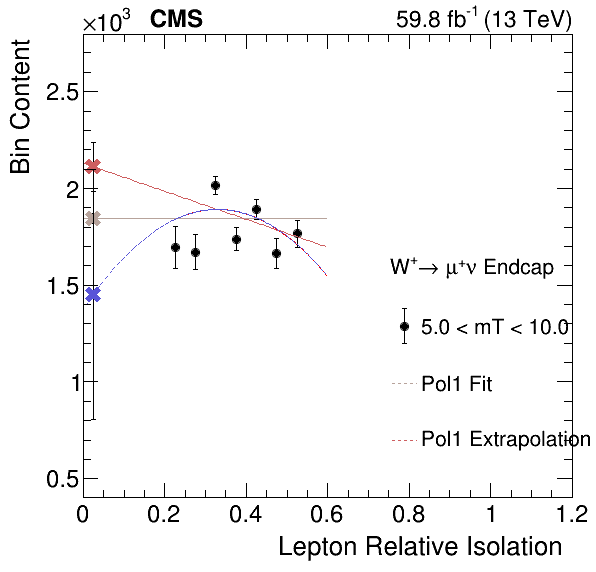 ×10³ CMS 59.8 fb⁻¹ (13 TeV)
Bin Content
2.5
2
1.5
1
0.5
0 0.2 0.4 0.6 0.8 1 1.2
Lepton Relative Isolation
W⁺→ μ⁺ν Endcap
5.0 < mT < 10.0
Pol1 Fit
Pol1 Extrapolation